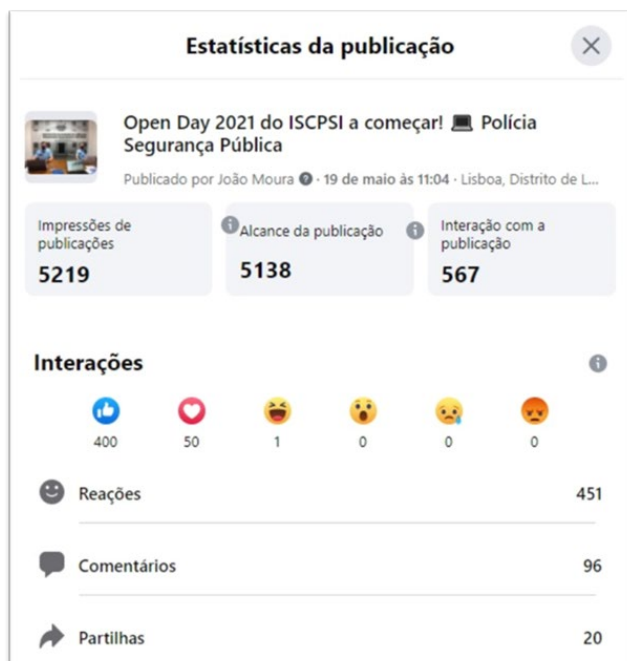 Estatísticas da publicação
Open Day 2021 do ISCPSI a começar! 💻 Polícia
Segurança Pública
Publicado por João Moura · 19 de maio às 11:04 · Lisboa, Distrito de L...
Impressões de
publicações
5219
Alcance da publicação
5138
Interação com a
publicação
567
Interações
400 50 1 0 0 0
Reações 451
Comentários 96
Partilhas 20